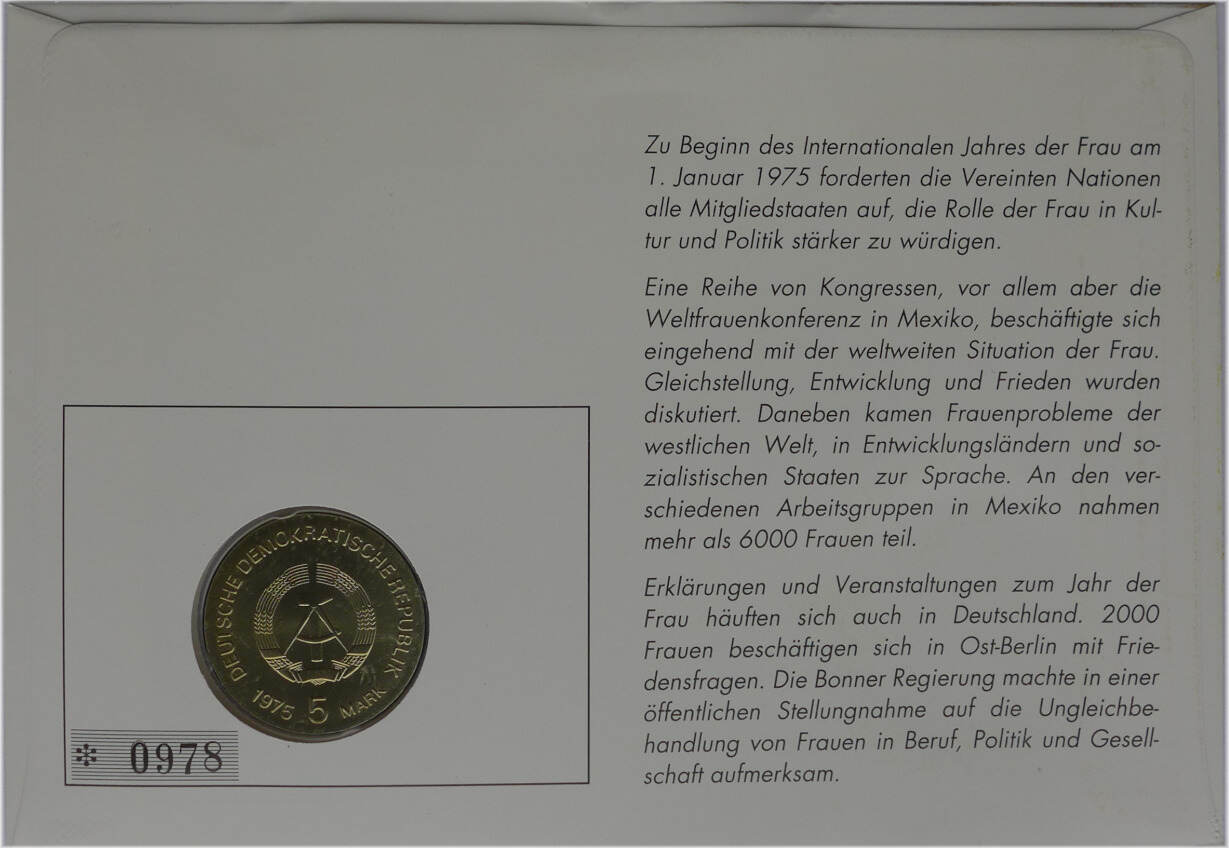 Zu Beginn des Internationalen Jahres der Frau am
1. Januar 1975 forderten die Vereinten Nationen
alle Mitgliedstaaten auf, die Rolle der Frau in Kul-
tur und Politik stärker zu würdigen.
Eine Reihe von Kongressen, vor allem aber die
Weltfrauenkonferenz in Mexiko, beschäftigte sich
eingehend mit der weltweiten Situation der Frau.
Gleichstellung, Entwicklung und Frieden wurden
diskutiert. Daneben kamen Frauenprobleme der
westlichen Welt, in Entwicklungsländern und so-
zialistischen Staaten zur Sprache. An den ver-
schiedenen Arbeitsgruppen in Mexiko nahmen
mehr als 6000 Frauen teil.
Erklärungen und Veranstaltungen zum Jahr der
Frau häuften sich auch in Deutschland. 2000
Frauen beschäftigen sich in Ost-Berlin mit Frie-
densfragen. Die Bonner Regierung machte in einer
öffentlichen Stellungnahme auf die Ungleichbe-
handlung von Frauen in Beruf, Politik und Gesell-
schaft aufmerksam.
DEUTSCHE DEMOKRATISCHE REPUBLIK
1975 5 MARK
* 0978